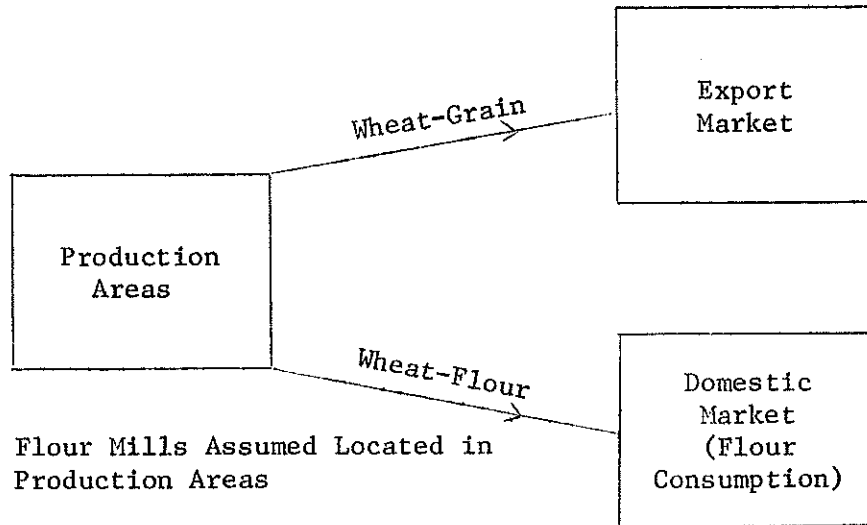 Export
Market
Wheat-Grain
Production
Areas
Wheat-Flour
Domestic
Market
(Flour
Consumption)
Flour Mills Assumed Located in
Production Areas